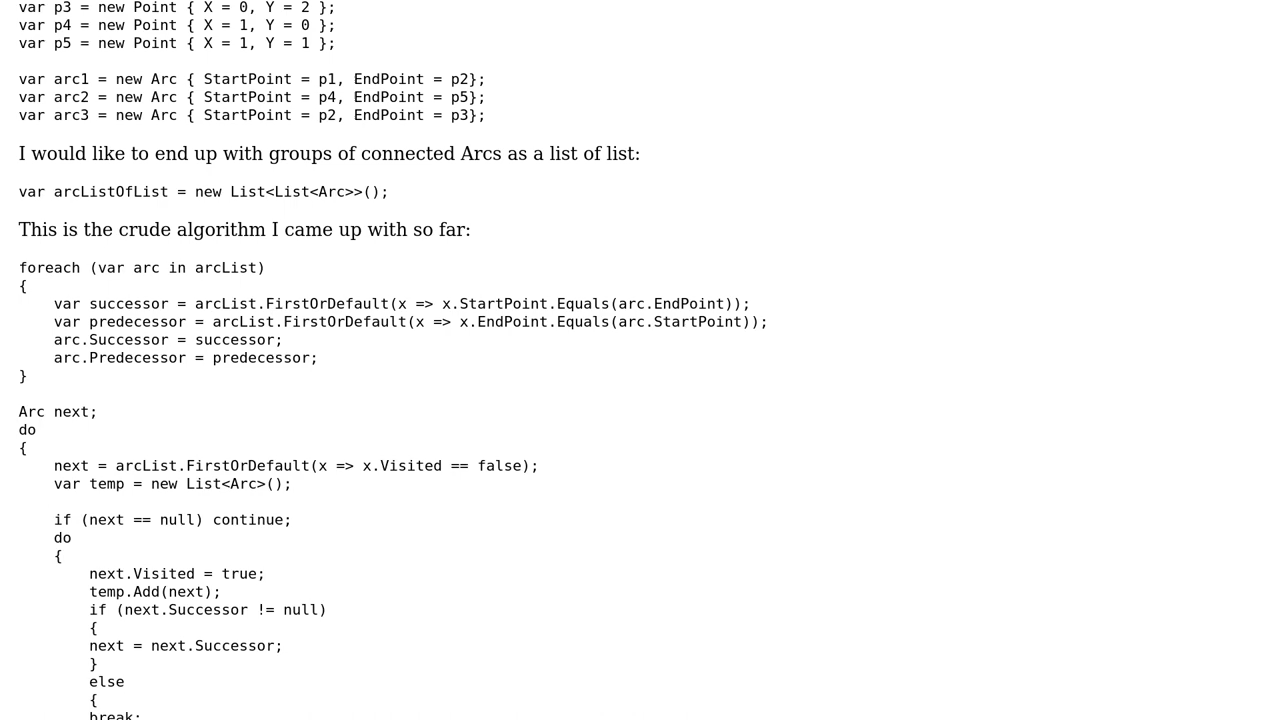 var p3 = new Point { X = 0, Y = 2 };
var p4 = new Point { X = 1, Y = 0 };
var p5 = new Point { X = 1, Y = 1 };
var arc1 = new Arc { StartPoint = p1, EndPoint = p2};
var arc2 = new Arc { StartPoint = p4, EndPoint = p5};
var arc3 = new Arc { StartPoint = p2, EndPoint = p3};
I would like to end up with groups of connected Arcs as a list of list:
var arcListOfList = new List<List<Arc>>();
This is the crude algorithm I came up with so far:
foreach (var arc in arcList)
{
    var successor = arcList.FirstOrDefault(x => x.StartPoint.Equals(arc.EndPoint));
    var predecessor = arcList.FirstOrDefault(x => x.EndPoint.Equals(arc.StartPoint));
    arc.Successor = successor;
    arc.Predecessor = predecessor;
}
Arc next;
do
{
    next = arcList.FirstOrDefault(x => x.Visited == false);
    var temp = new List<Arc>();
    if (next == null) continue;
    do
    {
        next.Visited = true;
        temp.Add(next);
        if (next.Successor != null)
        {
        next = next.Successor;
        }
        else
        {
        break;